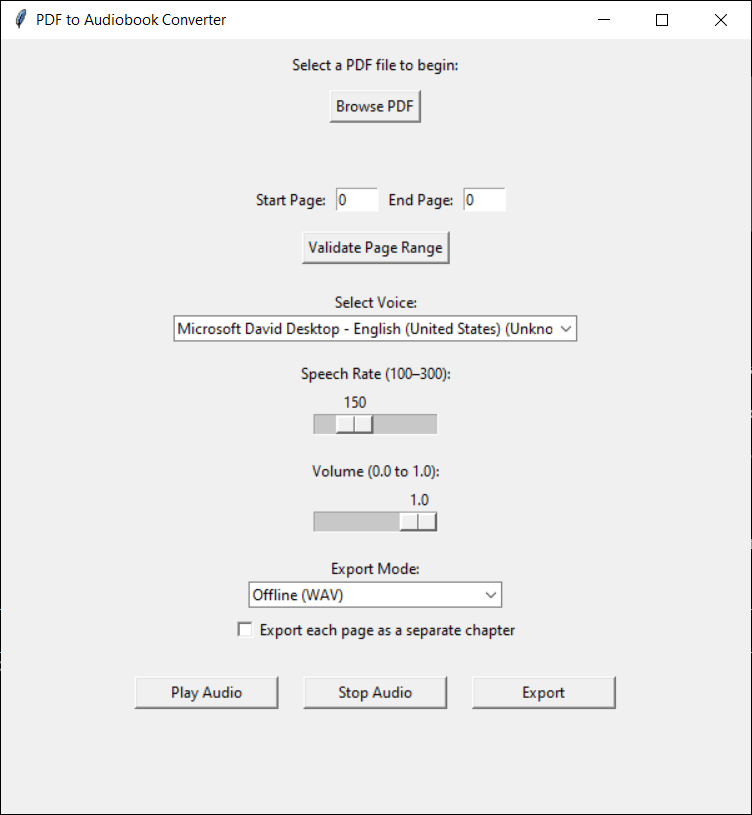 PDF to Audiobook Converter
Select a PDF file to begin:
Browse PDF
Start Page: 0 End Page: 0
Validate Page Range
Select Voice:
Microsoft David Desktop - English (United States) (Unkno
Speech Rate (100–300):
150
Volume (0.0 to 1.0):
1.0
Export Mode:
Offline (WAV)
Export each page as a separate chapter
Play Audio Stop Audio Export